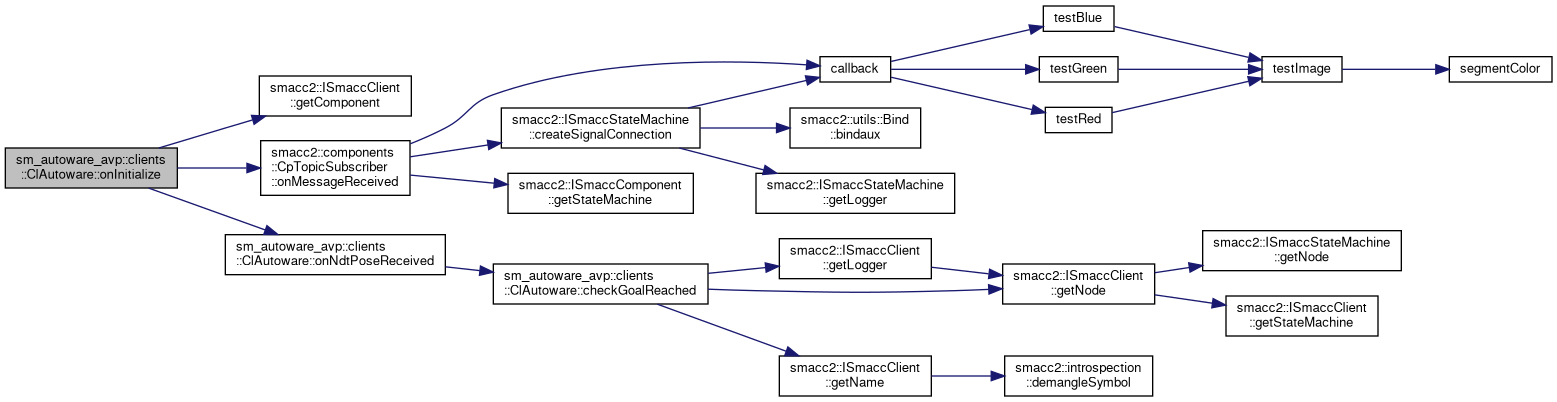 sm_autoware_avp::clients
::ClAutoware::onInitialize
smacc2::ISmaccClient
::getComponent
smacc2::components
::CpTopicSubscriber
::onMessageReceived
sm_autoware_avp::clients
::ClAutoware::onNdtPoseReceived
smacc2::ISmaccStateMachine
::createSignalConnection
smacc2::ISmaccComponent
::getStateMachine
sm_autoware_avp::clients
::ClAutoware::checkGoalReached
callback
smacc2::utils::Bind
::bindaux
smacc2::ISmaccStateMachine
::getLogger
smacc2::ISmaccClient
::getLogger
smacc2::ISmaccClient
::getName
testBlue
testGreen
testRed
smacc2::ISmaccClient
::getNode
smacc2::introspection
::demangleSymbol
testImage
smacc2::ISmaccStateMachine
::getNode
smacc2::ISmaccClient
::getStateMachine
segmentColor